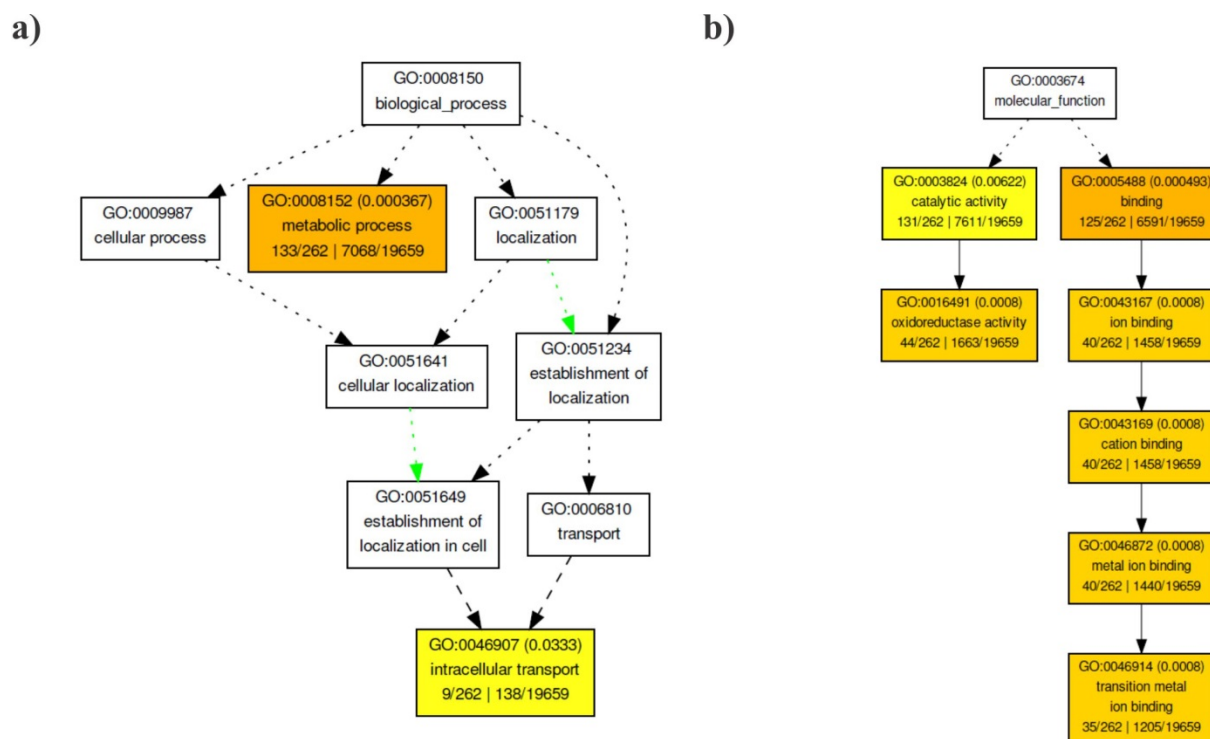 a)
GO:0008150
biological_process
GO:0009987
cellular process
GO:0008152 (0.000367)
metabolic process
133/262 | 7068/19659
GO:0051179
localization
GO:0051641
cellular localization
GO:0051234
establishment of
localization
GO:0051649
establishment of
localization in cell
GO:0006810
transport
GO:0046907 (0.0333)
intracellular transport
9/262 | 138/19659
b)
GO:0003674
molecular_function
GO:0003824 (0.00622)
catalytic activity
131/262 | 7611/19659
GO:0005488 (0.000493)
binding
125/262 | 6591/19659
GO:0016491 (0.0008)
oxidoreductase activity
44/262 | 1663/19659
GO:0043167 (0.0008)
ion binding
40/262 | 1458/19659
GO:0043169 (0.0008)
cation binding
40/262 | 1458/19659
GO:0046872 (0.0008)
metal ion binding
40/262 | 1440/19659
GO:0046914 (0.0008)
transition metal
ion binding
35/262 | 1205/19659